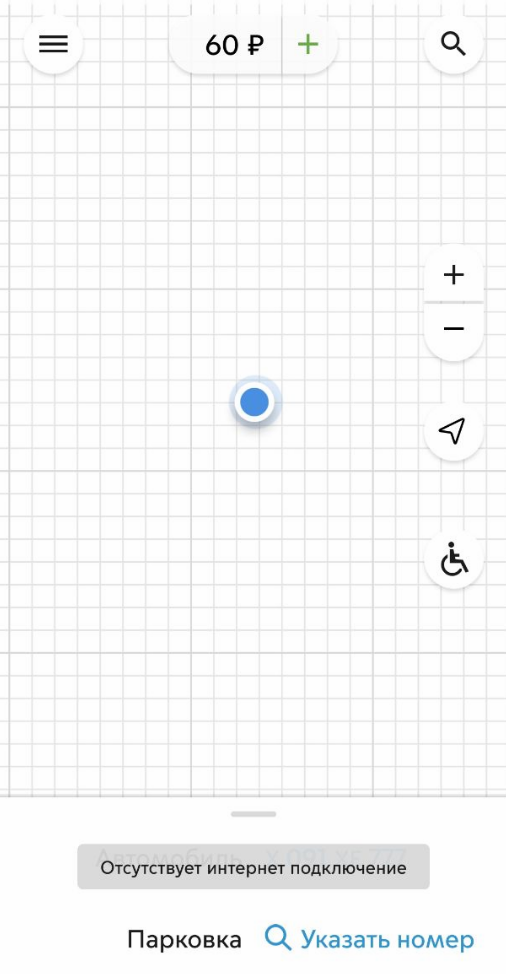 60 ₽ +
Отсутствует интернет подключение
Парковка Указать номер